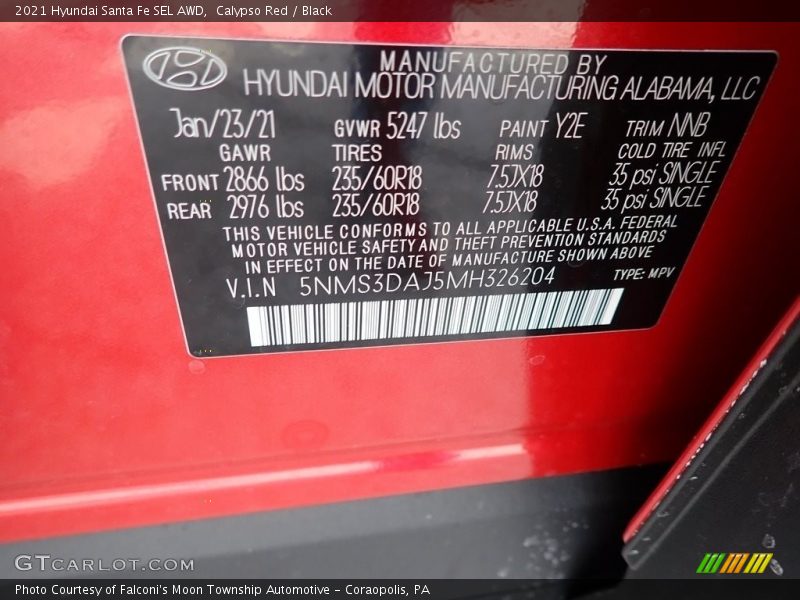 2021 Hyundai Santa Fe SEL AWD,  Calypso Red / Black
MANUFACTURED BY
HYUNDAI MOTOR MANUFACTURING ALABAMA, LLC
Jan/23/21 GVWR 5247 lbs PAINT Y2E TRIM NNB
GAWR TIRES RIMS COLD TIRE INFL
FRONT 2866 lbs 235/60R18 7.5JX18 35 psi SINGLE
REAR 2976 lbs 235/60R18 7.5JX18 35 psi SINGLE
THIS VEHICLE CONFORMS TO ALL APPLICABLE U.S.A. FEDERAL
MOTOR VEHICLE SAFETY AND THEFT PREVENTION STANDARDS
IN EFFECT ON THE DATE OF MANUFACTURE SHOWN ABOVE
V.I.N 5NMS3DAJ5MH326204 TYPE: MPV
GTCARLOT.COM
Photo Courtesy of Falconi's Moon Township Automotive – Coraopolis, PA